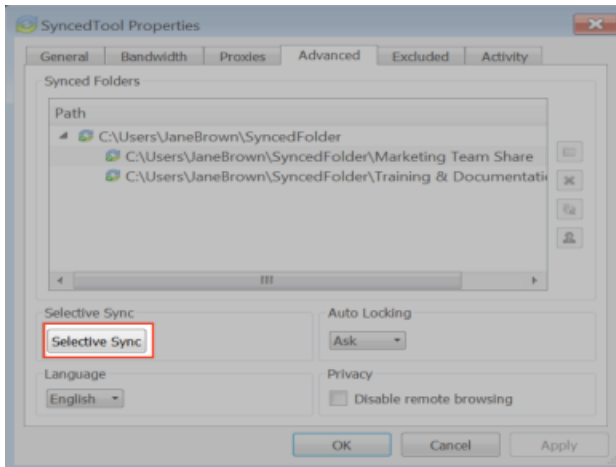 SyncedTool Properties
General Bandwidth Proxies Advanced Excluded Activity
Synced Folders
Path
C:\Users\JaneBrown\SyncedFolder
C:\Users\JaneBrown\SyncedFolder\Marketing Team Share
C:\Users\JaneBrown\SyncedFolder\Training & Documentati
Selective Sync Auto Locking
Selective Sync Ask
Language Privacy
English Disable remote browsing
OK Cancel Apply